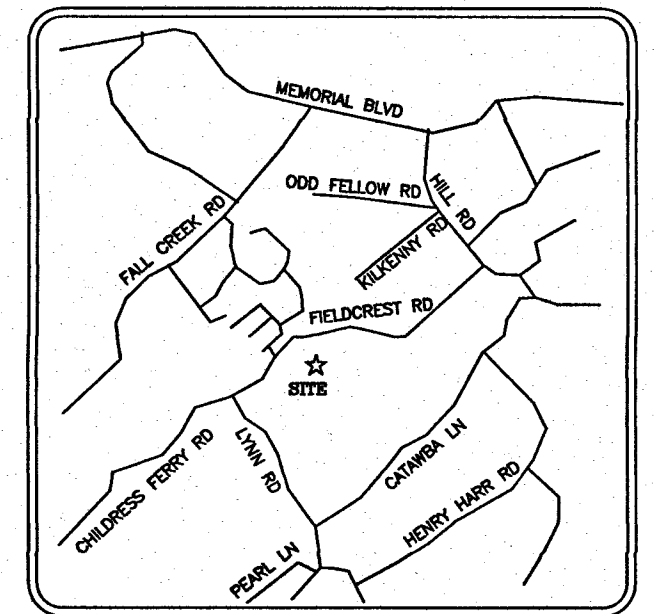 MEMORIAL BLVD
ODD FELLOW RD
HILL RD
FALL CREEK RD
KILKENNY RD
FIELDCREST RD
SITE
CHILDRESS FERRY RD
LYNN RD
CATAWBA LN
HENRY HARR RD
PEARL LN